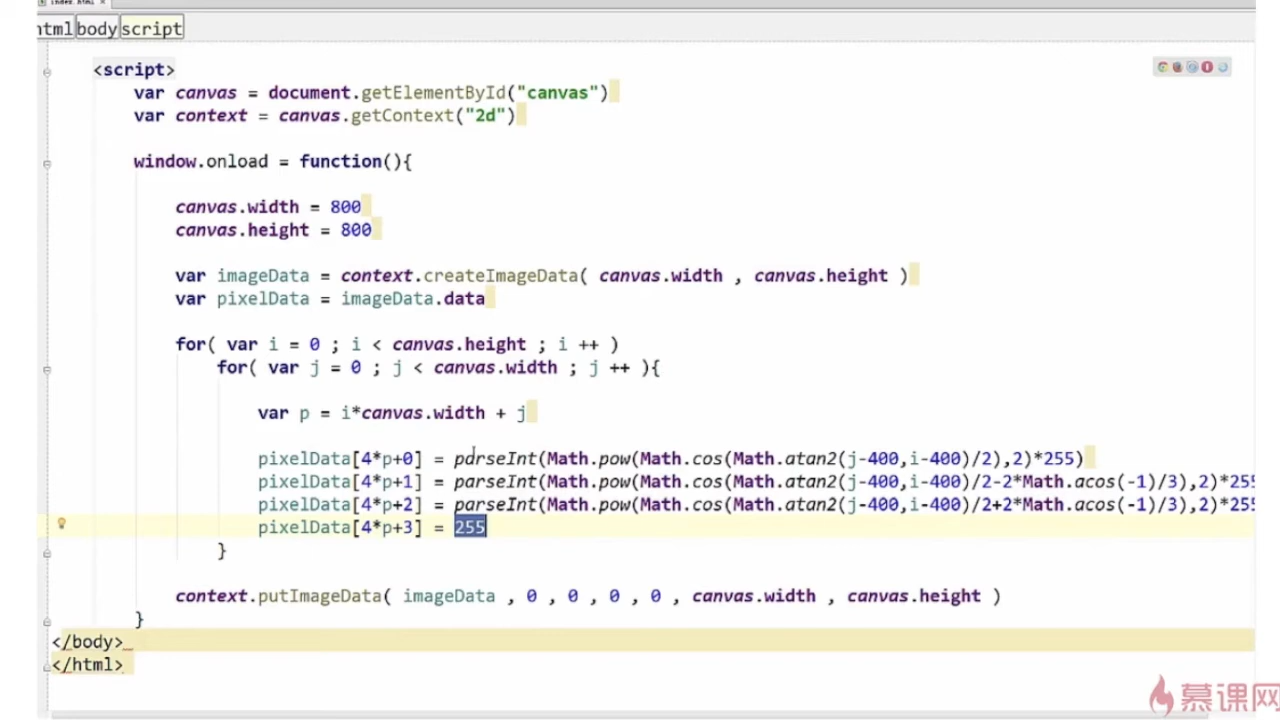 index.html ×
html body script
<script>
var canvas = document.getElementById("canvas")
var context = canvas.getContext("2d")
window.onload = function(){
canvas.width = 800
canvas.height = 800
var imageData = context.createImageData( canvas.width , canvas.height )
var pixelData = imageData.data
for( var i = 0 ; i < canvas.height ; i ++ )
for( var j = 0 ; j < canvas.width ; j ++ ){
var p = i*canvas.width + j
pixelData[4*p+0] = parseInt(Math.pow(Math.cos(Math.atan2(j-400,i-400)/2),2)*255)
pixelData[4*p+1] = parseInt(Math.pow(Math.cos(Math.atan2(j-400,i-400)/2-2*Math.acos(-1)/3),2)*255
pixelData[4*p+2] = parseInt(Math.pow(Math.cos(Math.atan2(j-400,i-400)/2+2*Math.acos(-1)/3),2)*255
pixelData[4*p+3] = 255
}
context.putImageData( imageData , 0 , 0 , 0 , 0 , canvas.width , canvas.height )
}
</body>
</html>
慕课网